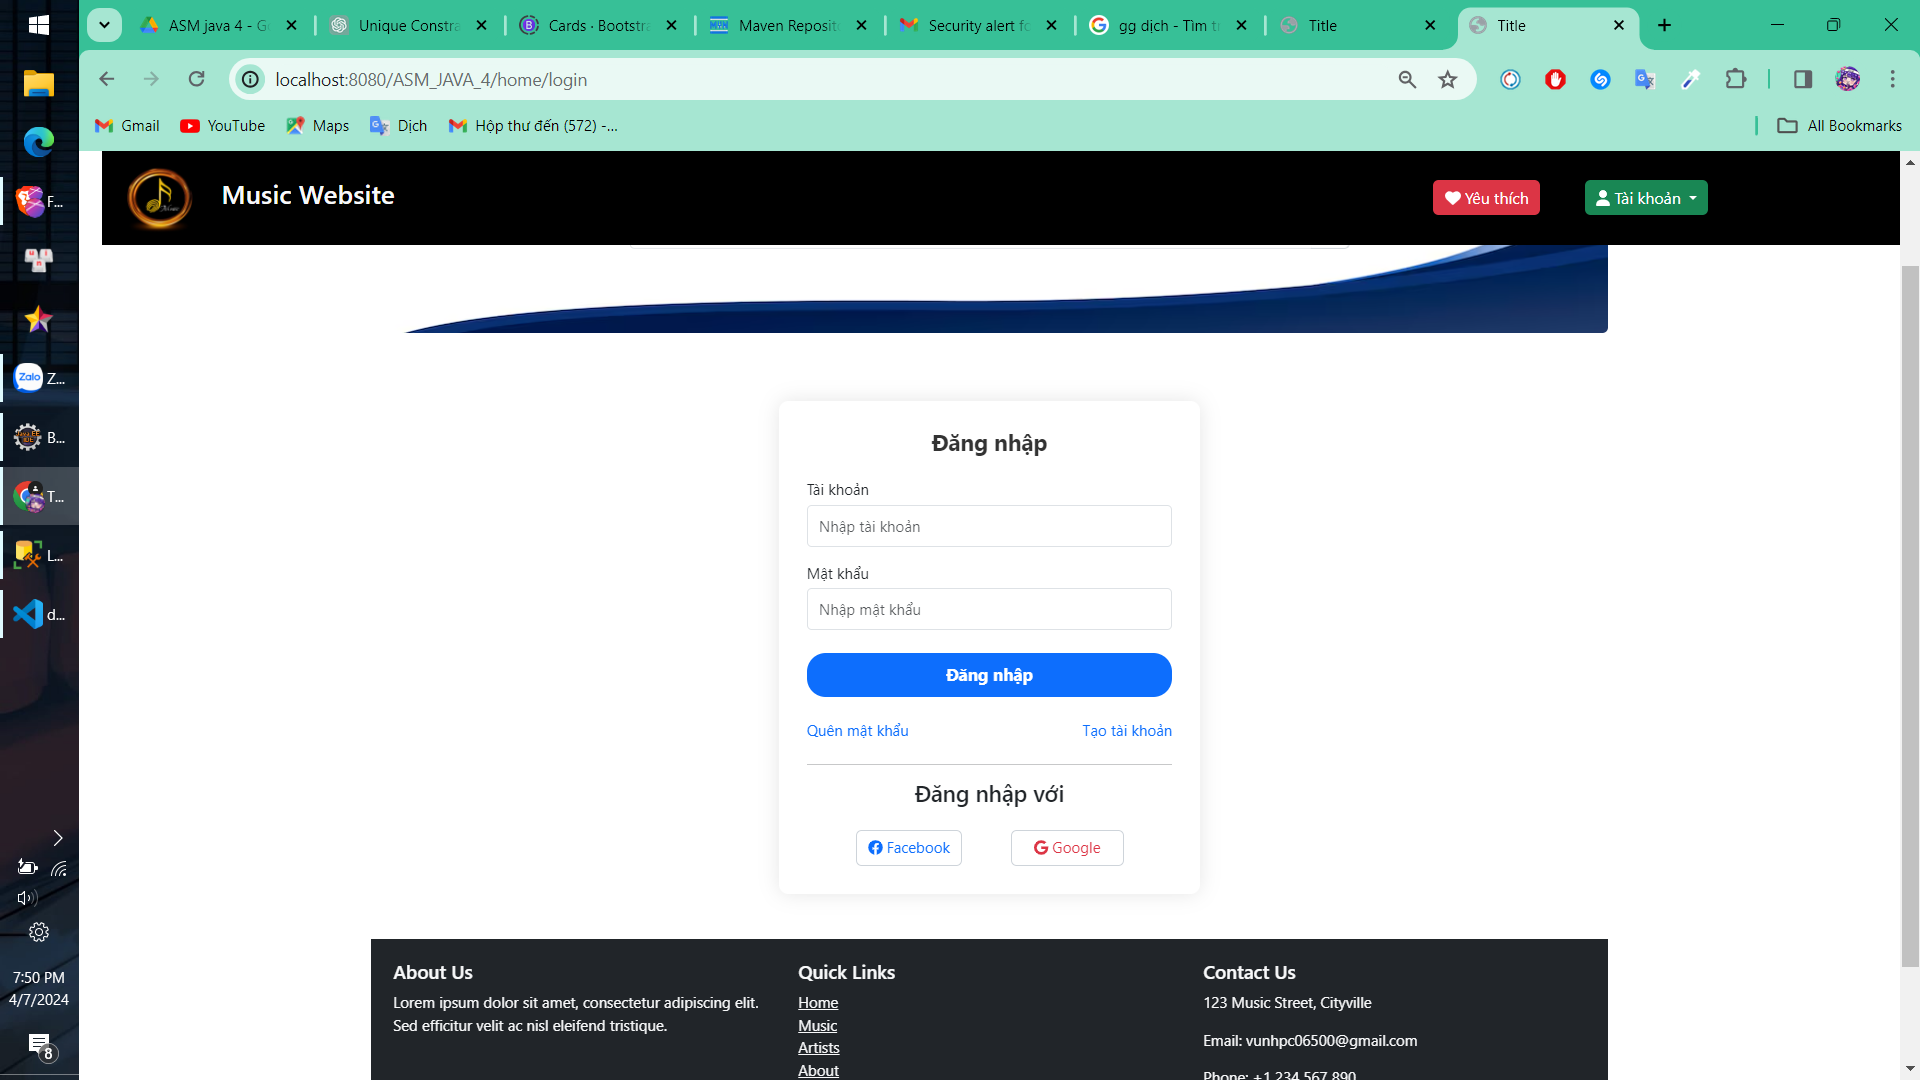 ASM java 4 - G
Unique Constra
Cards · Bootstra
Maven Reposit
Security alert fo
gg dịch - Tìm t
Title
Title
localhost:8080/ASM_JAVA_4/home/login
Gmail
YouTube
Maps
Dịch
Hộp thư đến (572) -...
All Bookmarks
Music Website
Yêu thích
Tài khoản
F...
Zalo
Z...
B...
T...
L...
d...
Đăng nhập
Tài khoản
Nhập tài khoản
Mật khẩu
Nhập mật khẩu
Đăng nhập
Quên mật khẩu
Tạo tài khoản
Đăng nhập với
Facebook
Google
About Us
Lorem ipsum dolor sit amet, consectetur adipiscing elit.
Sed efficitur velit ac nisl eleifend tristique.
Quick Links
Home
Music
Artists
About
Contact Us
123 Music Street, Cityville
Email: vunhpc06500@gmail.com
Phone: +1 234 567 890
7:50 PM
4/7/2024
8